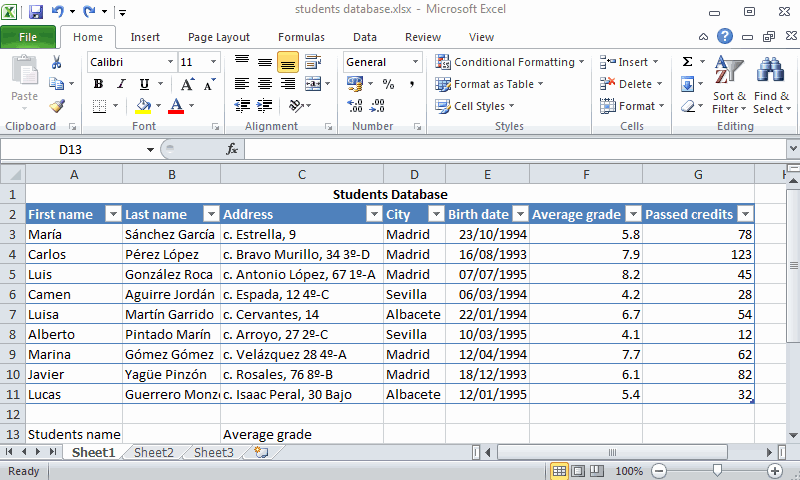 students database.xlsx - Microsoft Excel
File Home Insert Page Layout Formulas Data Review View
Paste Calibri 11 General Conditional Formatting Insert Σ
B I U A A % , Format as Table Delete Sort & Find &
A Cell Styles Format Filter Select
Clipboard Font Alignment Number Styles Cells Editing
D13 fx
A B C D E F G
1 Students Database
2 First name Last name Address City Birth date Average grade Passed credits
3 María Sánchez García c. Estrella, 9 Madrid 23/10/1994 5.8 78
4 Carlos Pérez López c. Bravo Murillo, 34 3º-D Madrid 16/08/1993 7.9 123
5 Luis González Roca c. Antonio López, 67 1º-A Madrid 07/07/1995 8.2 45
6 Camen Aguirre Jordán c. Espada, 12 4º-C Sevilla 06/03/1994 4.2 28
7 Luisa Martín Garrido c. Cervantes, 14 Albacete 22/01/1994 6.7 54
8 Alberto Pintado Marín c. Arroyo, 27 2º-C Sevilla 10/03/1995 4.1 12
9 Marina Gómez Gómez c. Velázquez 28 4º-A Madrid 12/04/1994 7.7 62
10 Javier Yagüe Pinzón c. Rosales, 76 8º-B Madrid 18/12/1993 6.1 82
11 Lucas Guerrero Monz c. Isaac Peral, 30 Bajo Albacete 12/01/1995 5.4 32
12
13 Students name Average grade
Sheet1 Sheet2 Sheet3
Ready 100%